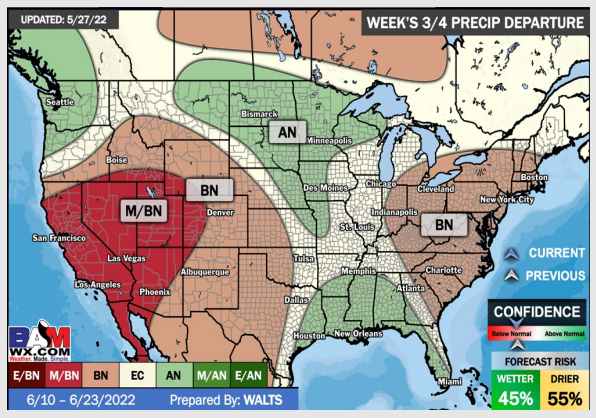 UPDATED: 5/27/22
WEEK'S 3/4 PRECIP DEPARTURE
Seattle
Bismarck
AN
Minneapolis
Boise
Boston
BN
Des Moines
Chicago
Cleveland
New York City
M/BN
Denver
Indianapolis
BN
San Francisco
St. Louis
CURRENT
Las Vegas
Tulsa
Albuquerque
Memphis
Charlotte
PREVIOUS
Los Angeles
Phoenix
Dallas
Atlanta
CONFIDENCE
Houston
New Orleans
Below Normal
Above Normal
BAM
WX.COM
Weather. Made. Simple.
Miami
FORECAST RISK
E/BN
M/BN
BN
EC
AN
M/AN
E/AN
WETTER
DRIER
45%
55%
6/10 – 6/23/2022
Prepared By: WALTS